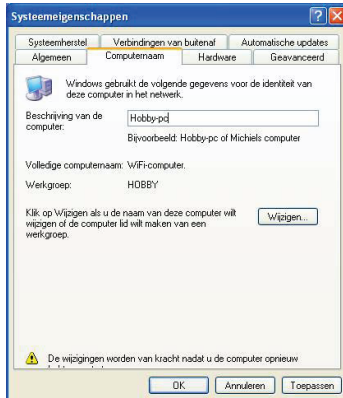 Systeemeigenschappen
Systeemherstel Verbindingen van buitenaf Automatische updates
Algemeen Computernaam Hardware Geavanceerd
Windows gebruikt de volgende gegevens voor de identiteit van
deze computer in het netwerk.
Beschrijving van de
computer:
Hobby-pc
Bijvoorbeeld: Hobby-pc of Michiels computer
Volledige computernaam: WiFi-computer.
Werkgroep: HOBBY
Klik op Wijzigen als u de naam van deze computer wilt
wijzigen of de computer lid wilt maken van een
werkgroep.
Wijzigen...
De wijzigingen worden van kracht nadat u de computer opnieuw
OK Annuleren Toepassen